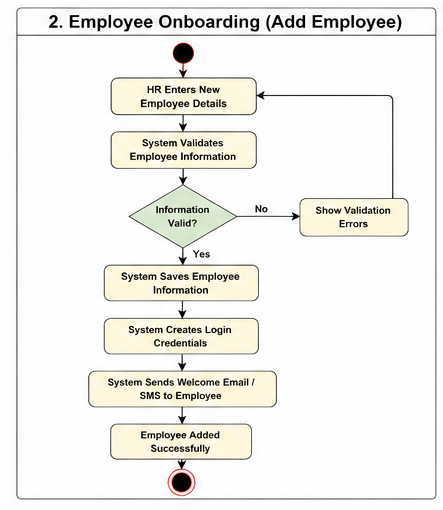 2. Employee Onboarding (Add Employee)
HR Enters New
Employee Details
System Validates
Employee Information
Information
Valid?
No
Show Validation
Errors
Yes
System Saves Employee
Information
System Creates Login
Credentials
System Sends Welcome Email /
SMS to Employee
Employee Added
Successfully